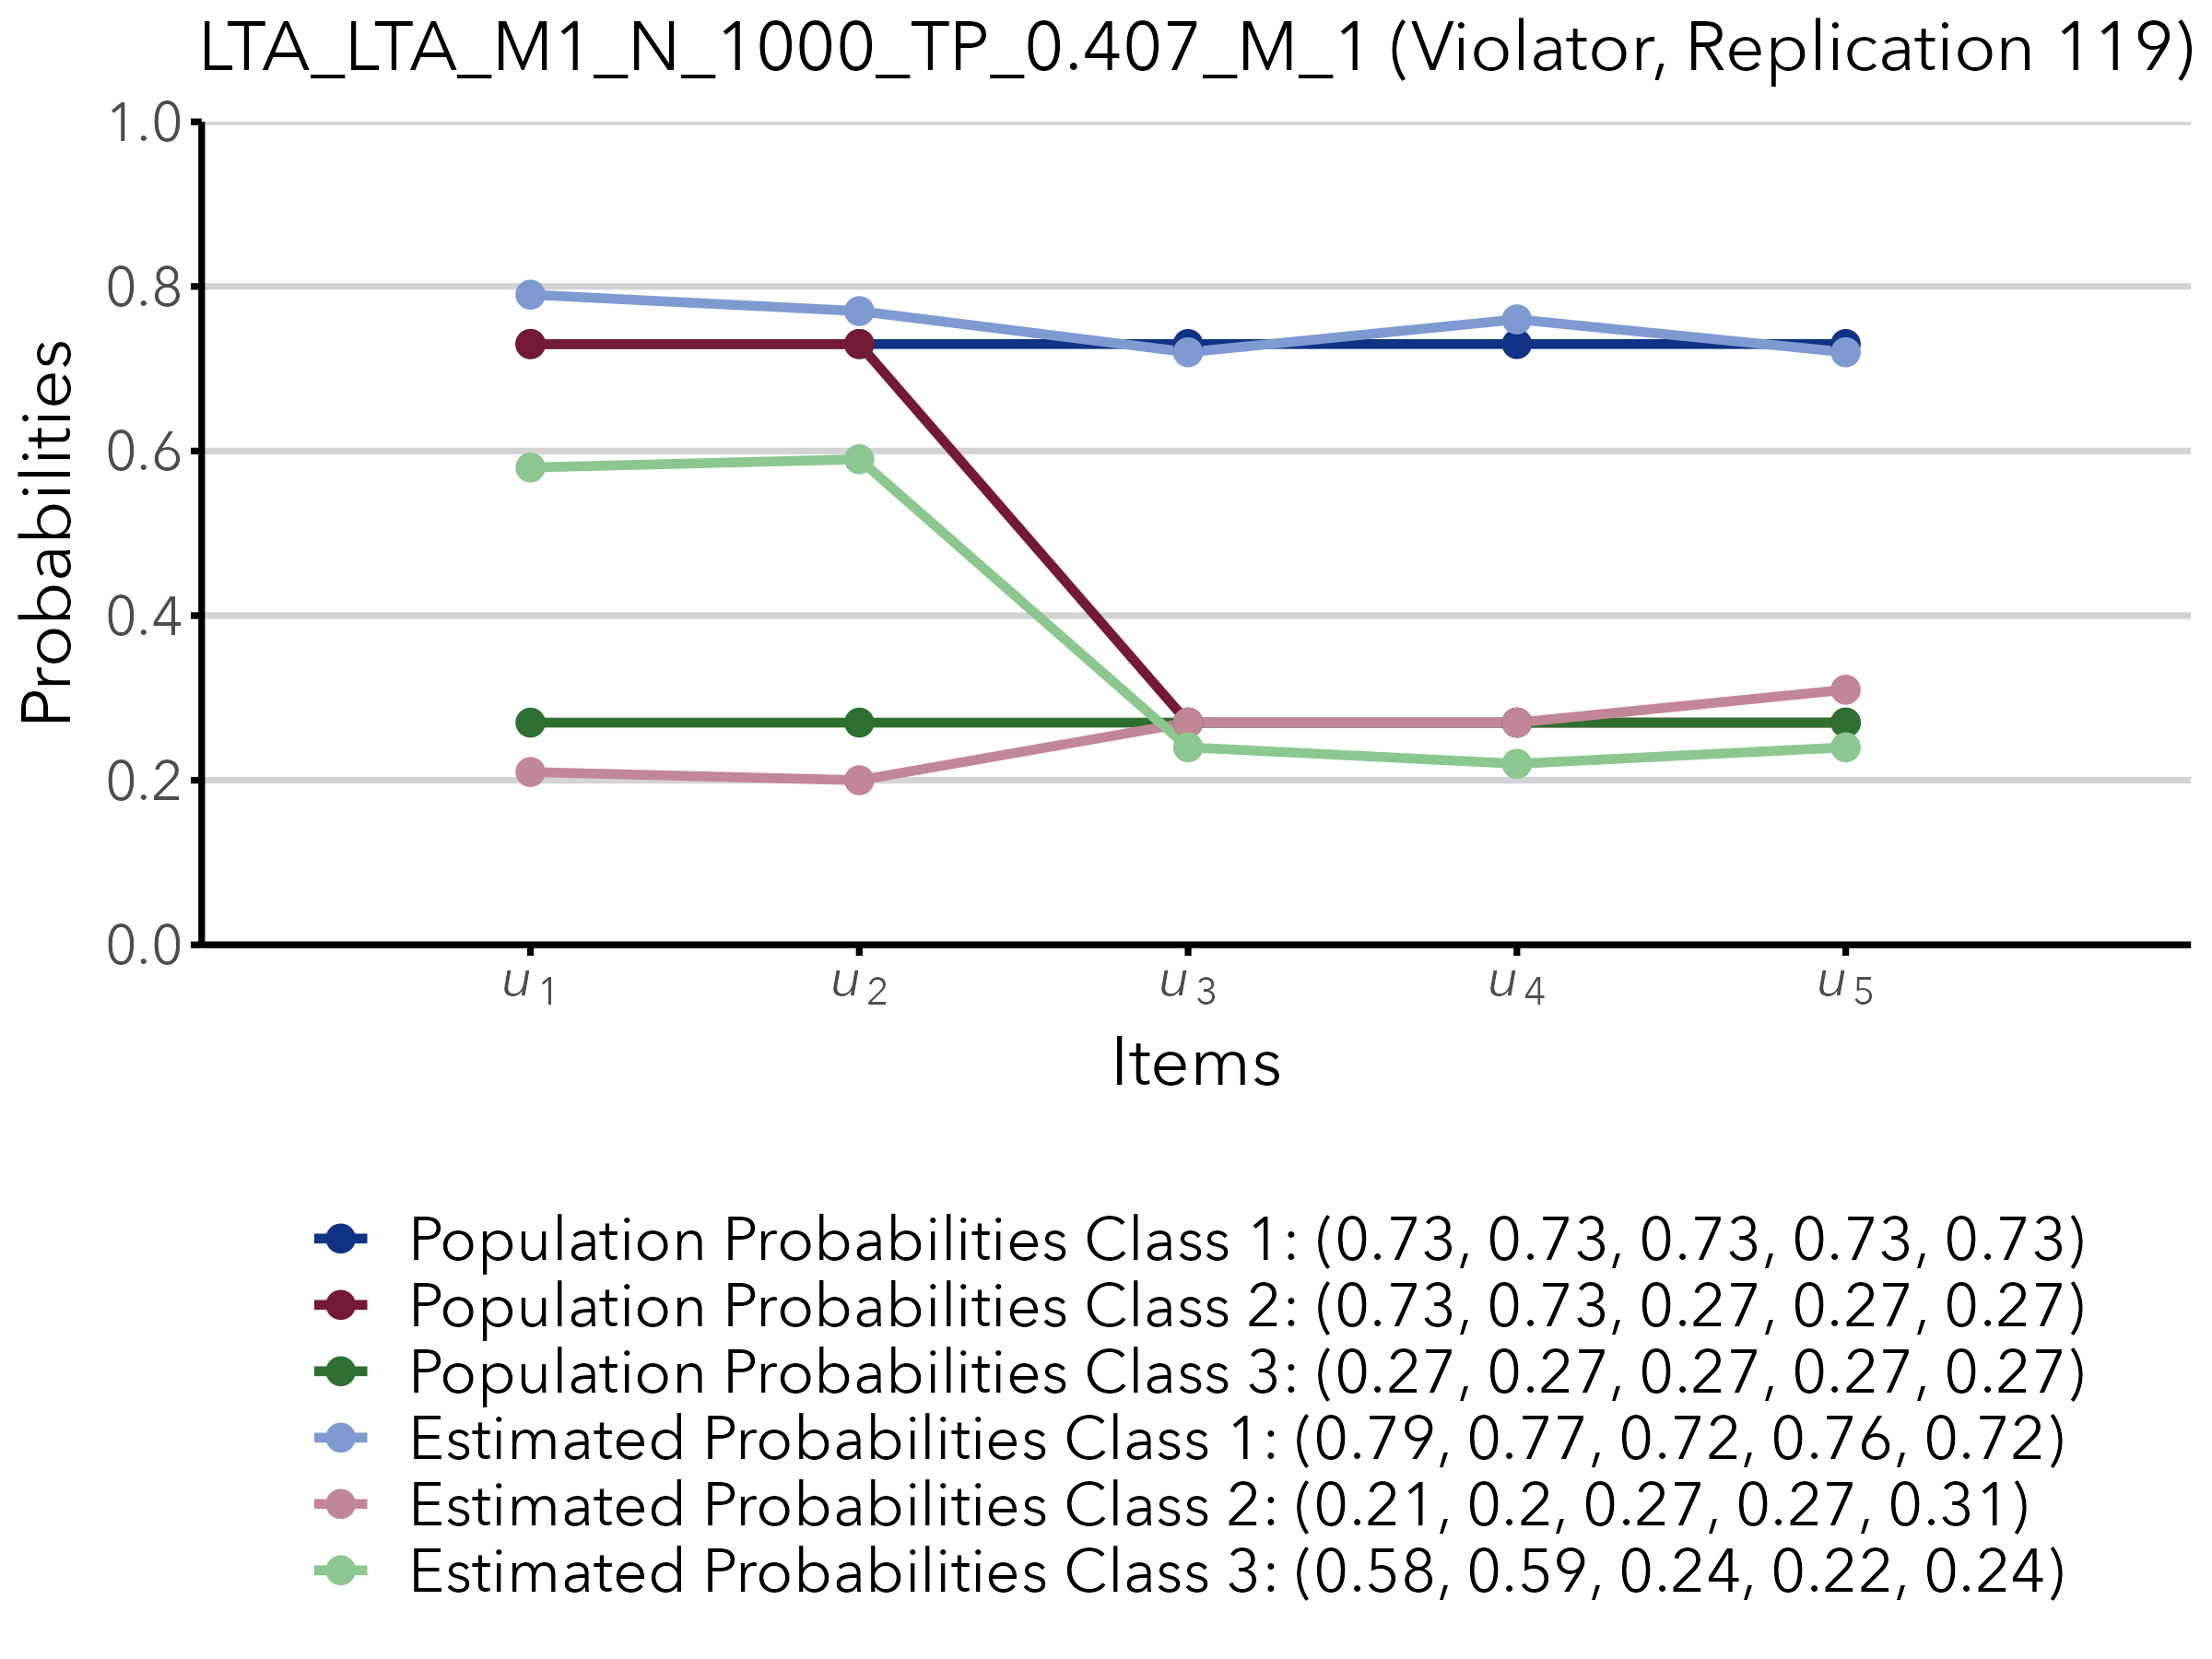 LTA_LTA_M1_N_1000_TP_0.407_M_1 (Violator, Replication 119)
1.0
0.8
0.6
0.4
0.2
0.0
Probabilities
u1
u2
u3
u4
u5
Items
Population Probabilities Class 1: (0.73, 0.73, 0.73, 0.73, 0.73)
Population Probabilities Class 2: (0.73, 0.73, 0.27, 0.27, 0.27)
Population Probabilities Class 3: (0.27, 0.27, 0.27, 0.27, 0.27)
Estimated Probabilities Class 1: (0.79, 0.77, 0.72, 0.76, 0.72)
Estimated Probabilities Class 2: (0.21, 0.2, 0.27, 0.27, 0.31)
Estimated Probabilities Class 3: (0.58, 0.59, 0.24, 0.22, 0.24)